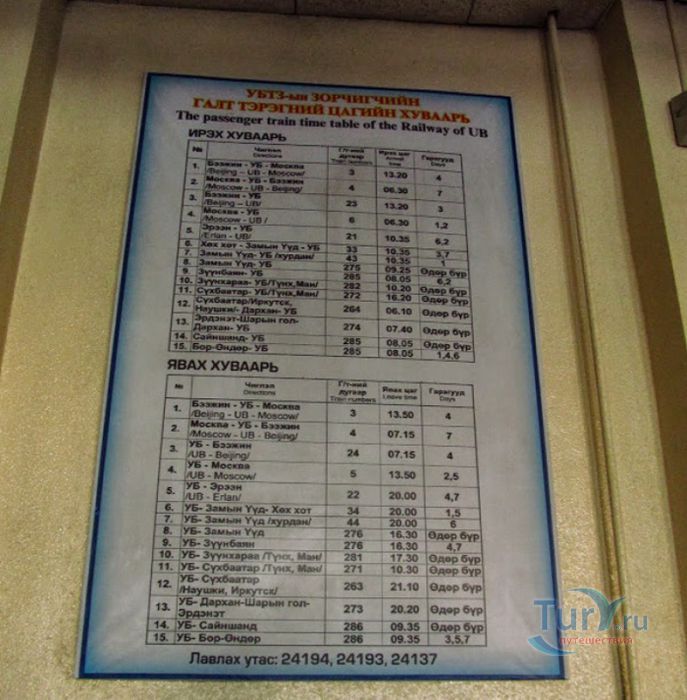 УБТЗ-ын ЗОРЧИГЧИЙН
ГАЛТ ТЭРЭГНИЙ ЦАГИЙН ХУВААРЬ
The passenger train time table of the Railway of UB
ИРЭХ ХУВААРЬ
№ Чиглэл Directions Г/т-ний дугаар Train numbers Ирэх цаг Arrival time Гарагууд Days
1. Бээжин - УБ - Москва /Beijing – UB - Moscow/ 3 13.20 4
2. Москва - УБ - Бээжин /Moscow - UB - Beijing/ 4 06.30 7
3. Бээжин - УБ /Beijing – UB/ 23 13.20 3
4. Москва - УБ /Moscow - UB / 6 06.30 1,2
5. Эрээн - УБ /Erlan - UB/ 21 10.35 6,2
6. Хөх хот - Замын Үүд - УБ 33 10.35 3,7
7. Замын Үүд- УБ /хурдан/ 43 10.35 1
8. Замын Үүд- УБ 275 09.25 Өдөр бүр
9. Зүүнбаян- УБ 285 08.05 6,2
10. Зүүнхараа- УБ/Түнх,Ман/ 282 10.20 Өдөр бүр
11. Сүхбаатар- УБ/Түнх,Ман/ 272 16.20 Өдөр бүр
12. Сүхбаатар/Иркутск, Наушки/- Дархан- УБ 264 06.10 Өдөр бүр
13. Эрдэнэт-Шарын гол- Дархан- УБ 274 07.40 Өдөр бүр
14. Сайншанд- УБ 285 08.05 Өдөр бүр
15. Бор-Өндөр- УБ 285 08.05 1,4,6
ЯВАХ ХУВААРЬ
№ Чиглэл Directions Г/т-ний дугаар Train numbers Явах цаг Leave time Гарагууд Days
1. Бээжин - УБ - Москва /Beijing - UB - Moscow/ 3 13.50 4
2. Москва - УБ - Бээжин /Moscow - UB - Beijing/ 4 07.15 7
3. УБ - Бээжин /UB - Beijing/ 24 07.15 4
4. УБ - Москва /UB - Moscow/ 5 13.50 2,5
5. УБ - Эрээн /UB - Erlan/ 22 20.00 4,7
6. УБ- Замын Үүд- Хөх хот 34 20.00 1,5
7. УБ- Замын Үүд /хурдан/ 44 20.00 6
8. УБ- Замын Үүд 276 16.30 Өдөр бүр
9. УБ- Зүүнбаян 276 16.30 4,7
10. УБ- Зүүнхараа /Түнх, Ман/ 281 17.30 Өдөр бүр
11. УБ- Сүхбаатар /Түнх, Ман/ 271 10.30 Өдөр бүр
12. УБ- Сүхбаатар /Наушки, Иркутск/ 263 21.10 Өдөр бүр
13. УБ- Дархан-Шарын гол- Эрдэнэт 273 20.20 Өдөр бүр
14. УБ- Сайншанд 286 09.35 Өдөр бүр
15. УБ- Бор-Өндөр 286 09.35 3,5,7
Лавлах утас: 24194, 24193, 24137
TurY.ru
путешествия